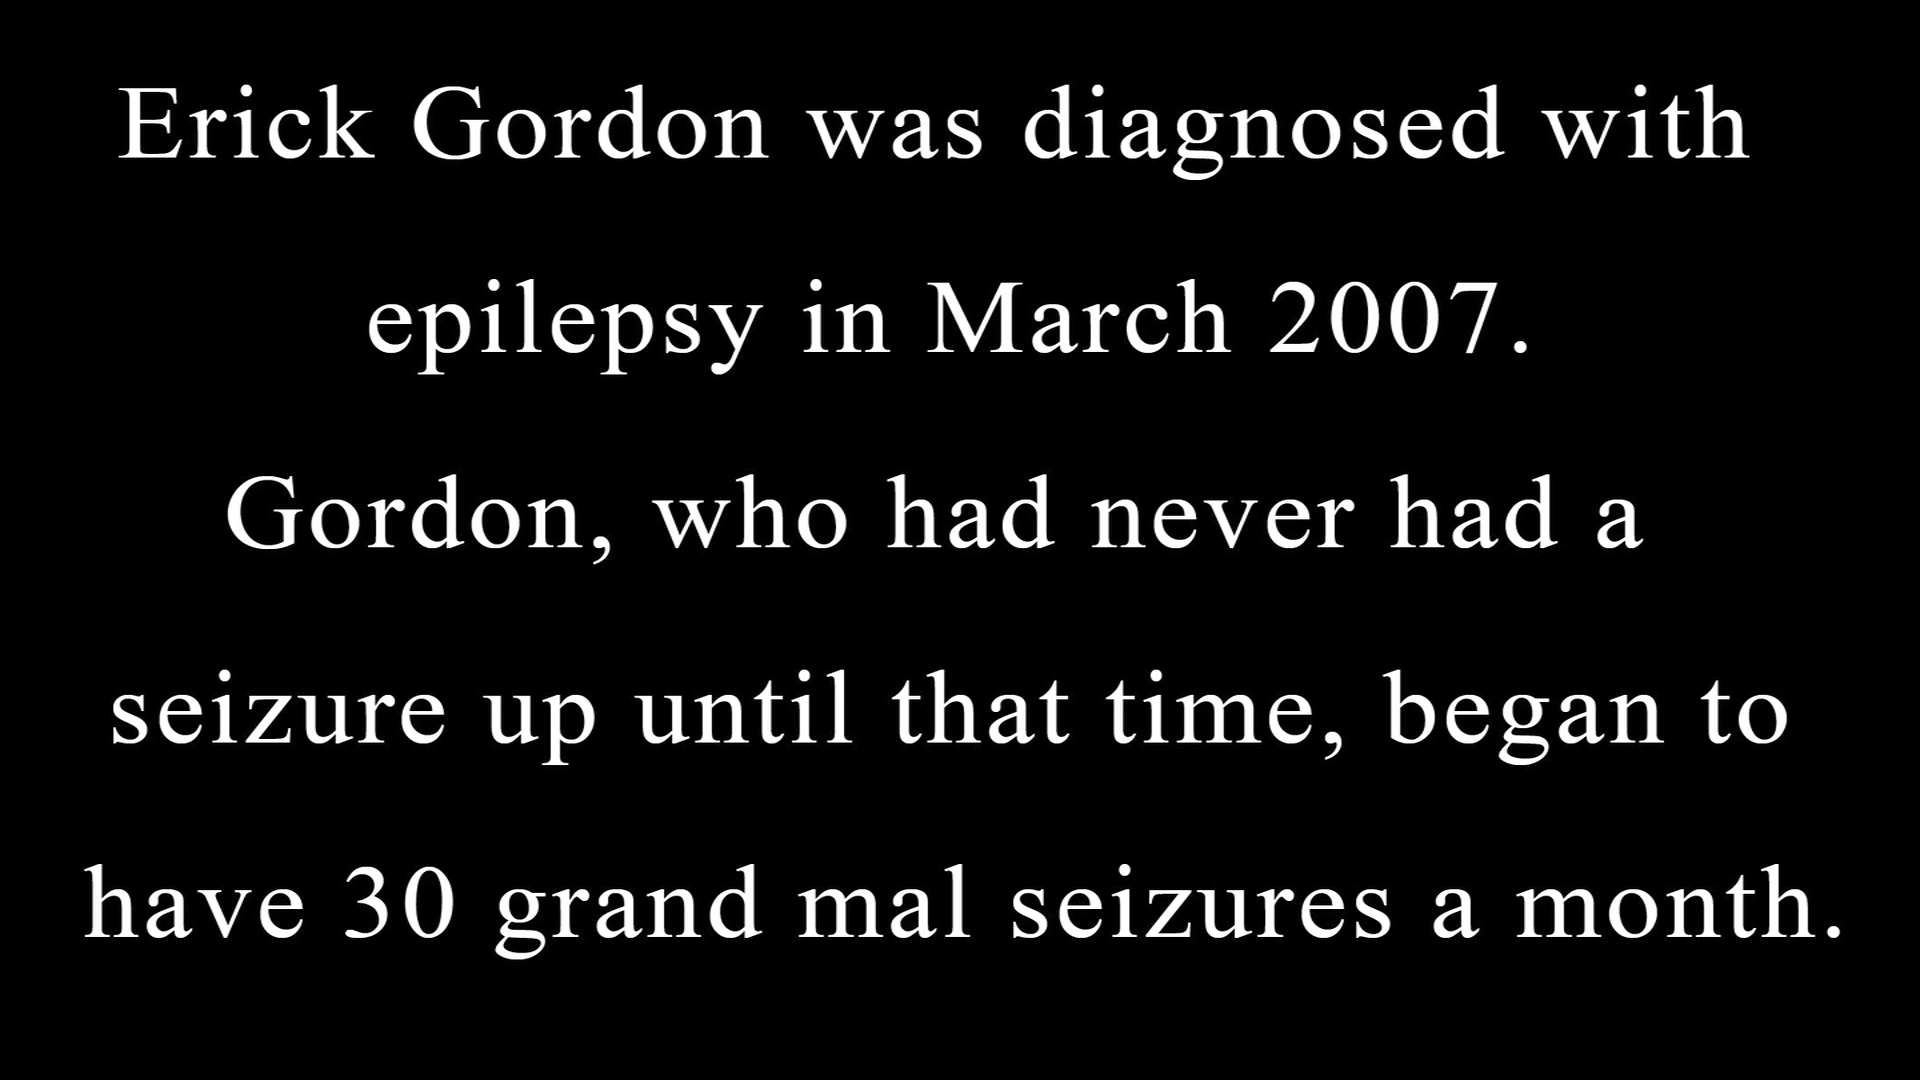 Erick Gordon was diagnosed with
epilepsy in March 2007.
Gordon, who had never had a
seizure up until that time, began to
have 30 grand mal seizures a month.